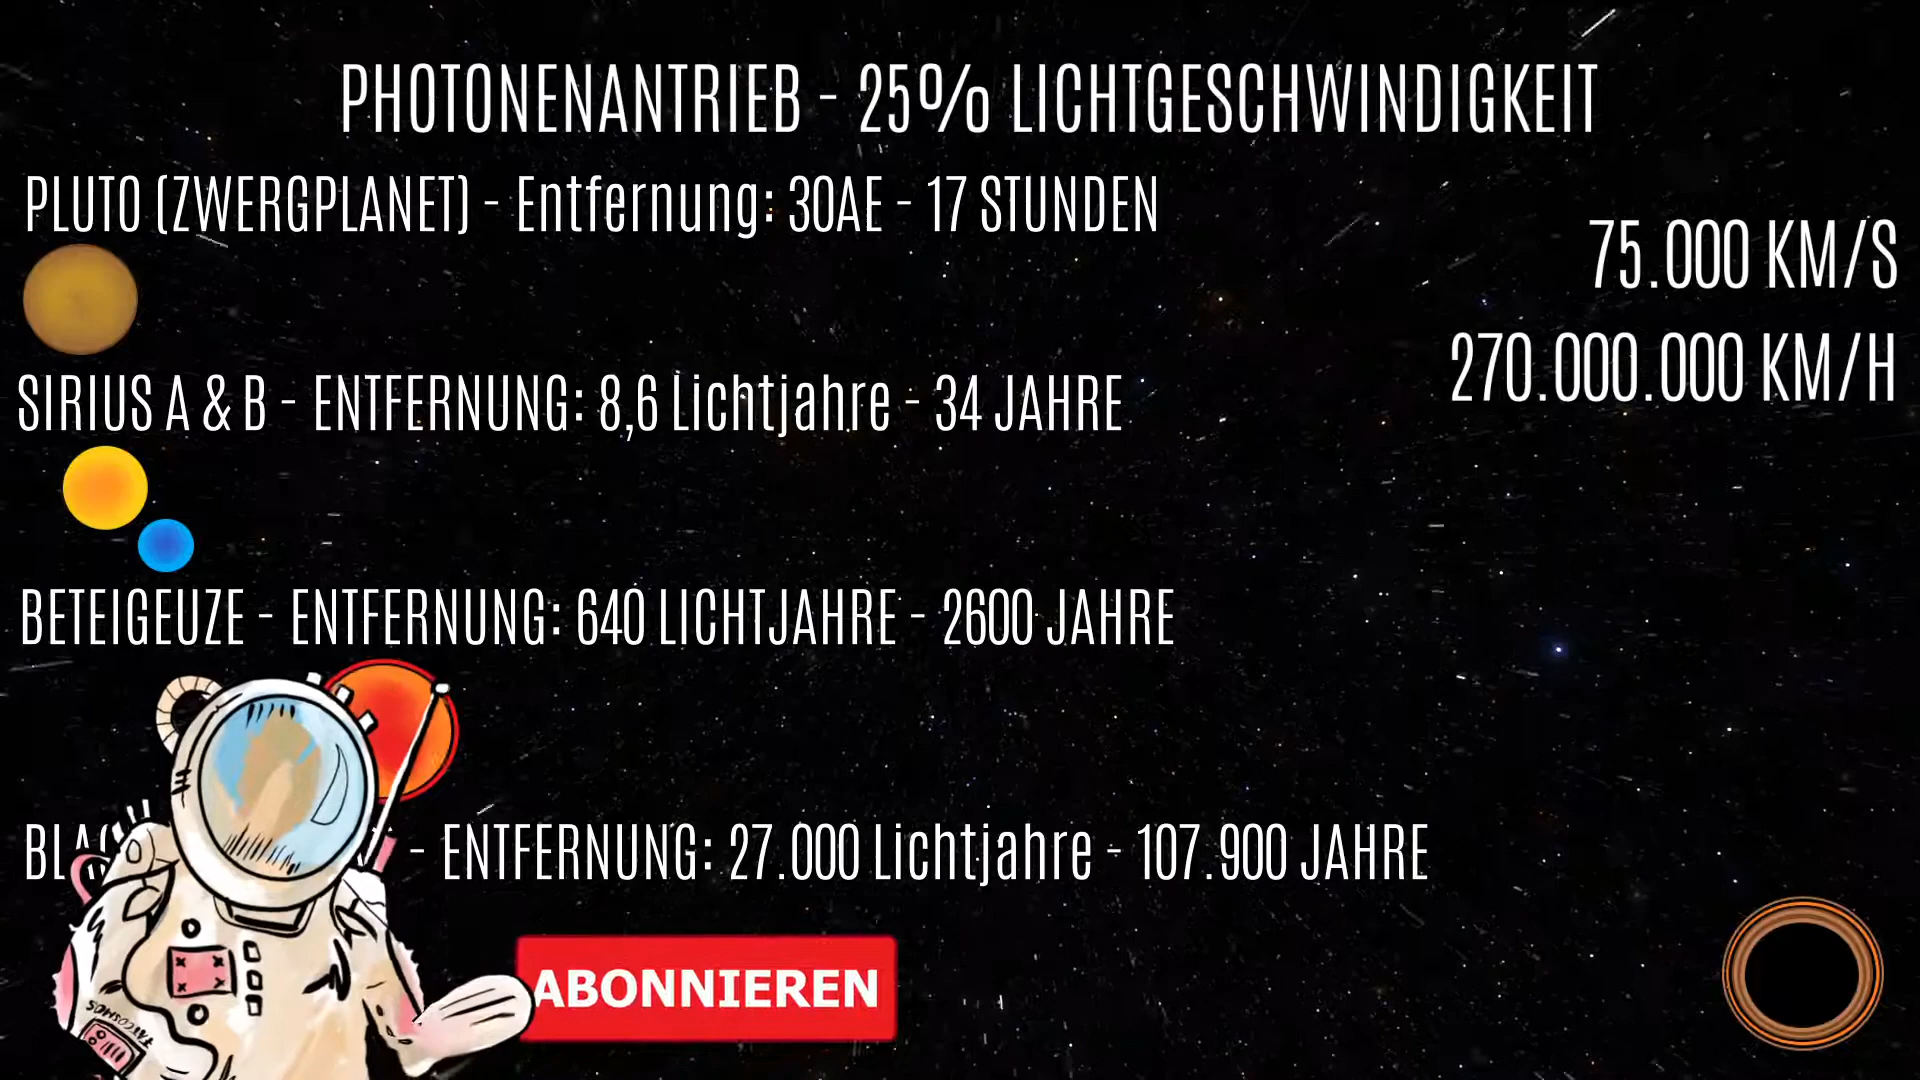 PHOTONENANTRIEB - 25% LICHTGESCHWINDIGKEIT
PLUTO (ZWERGPLANET) - Entfernung: 30AE - 17 STUNDEN
75.000 KM/S
270.000.000 KM/H
SIRIUS A & B - ENTFERNUNG: 8,6 Lichtjahre - 34 JAHRE
BETEIGEUZE - ENTFERNUNG: 640 LICHTJAHRE - 2600 JAHRE
- ENTFERNUNG: 27.000 Lichtjahre - 107.900 JAHRE
ABONNIEREN